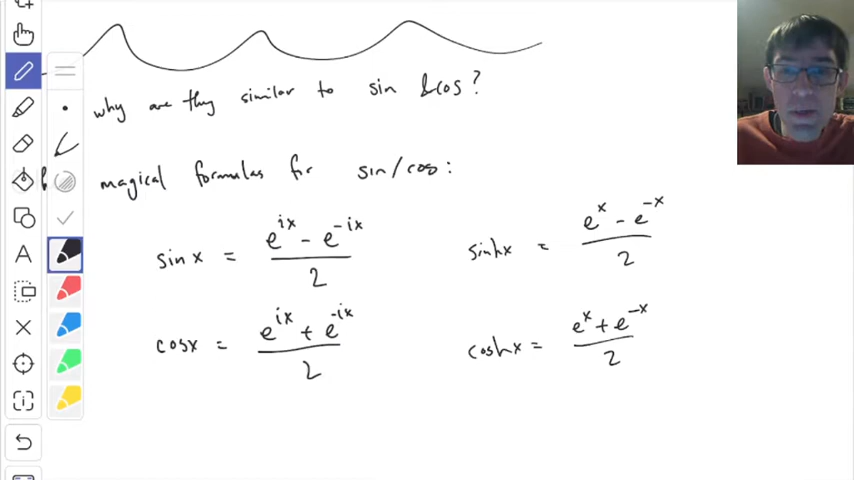 why are they similar to sin & cos?
magical formulas for sin/cos:
sin x = (e^{ix} - e^{-ix})/2
sinh x = (e^x - e^{-x})/2
cos x = (e^{ix} + e^{-ix})/2
cosh x = (e^x + e^{-x})/2